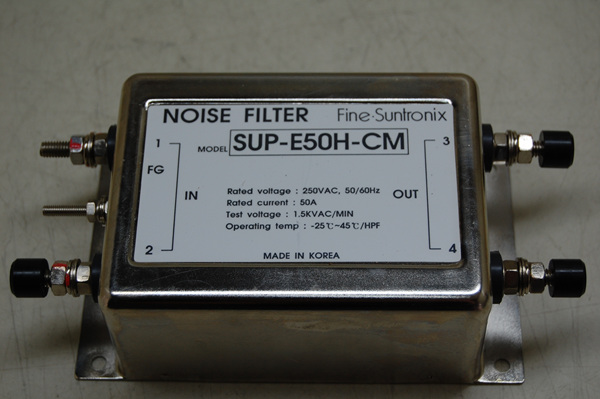 NOISE FILTER Fine-Suntronix
MODEL SUP-E50H-CM
1 3
FG
IN OUT
Rated voltage : 250VAC, 50/60Hz
Rated current : 50A
Test voltage : 1.5KVAC/MIN
Operating temp : -25℃~45℃/HPF
2 4
MADE IN KOREA